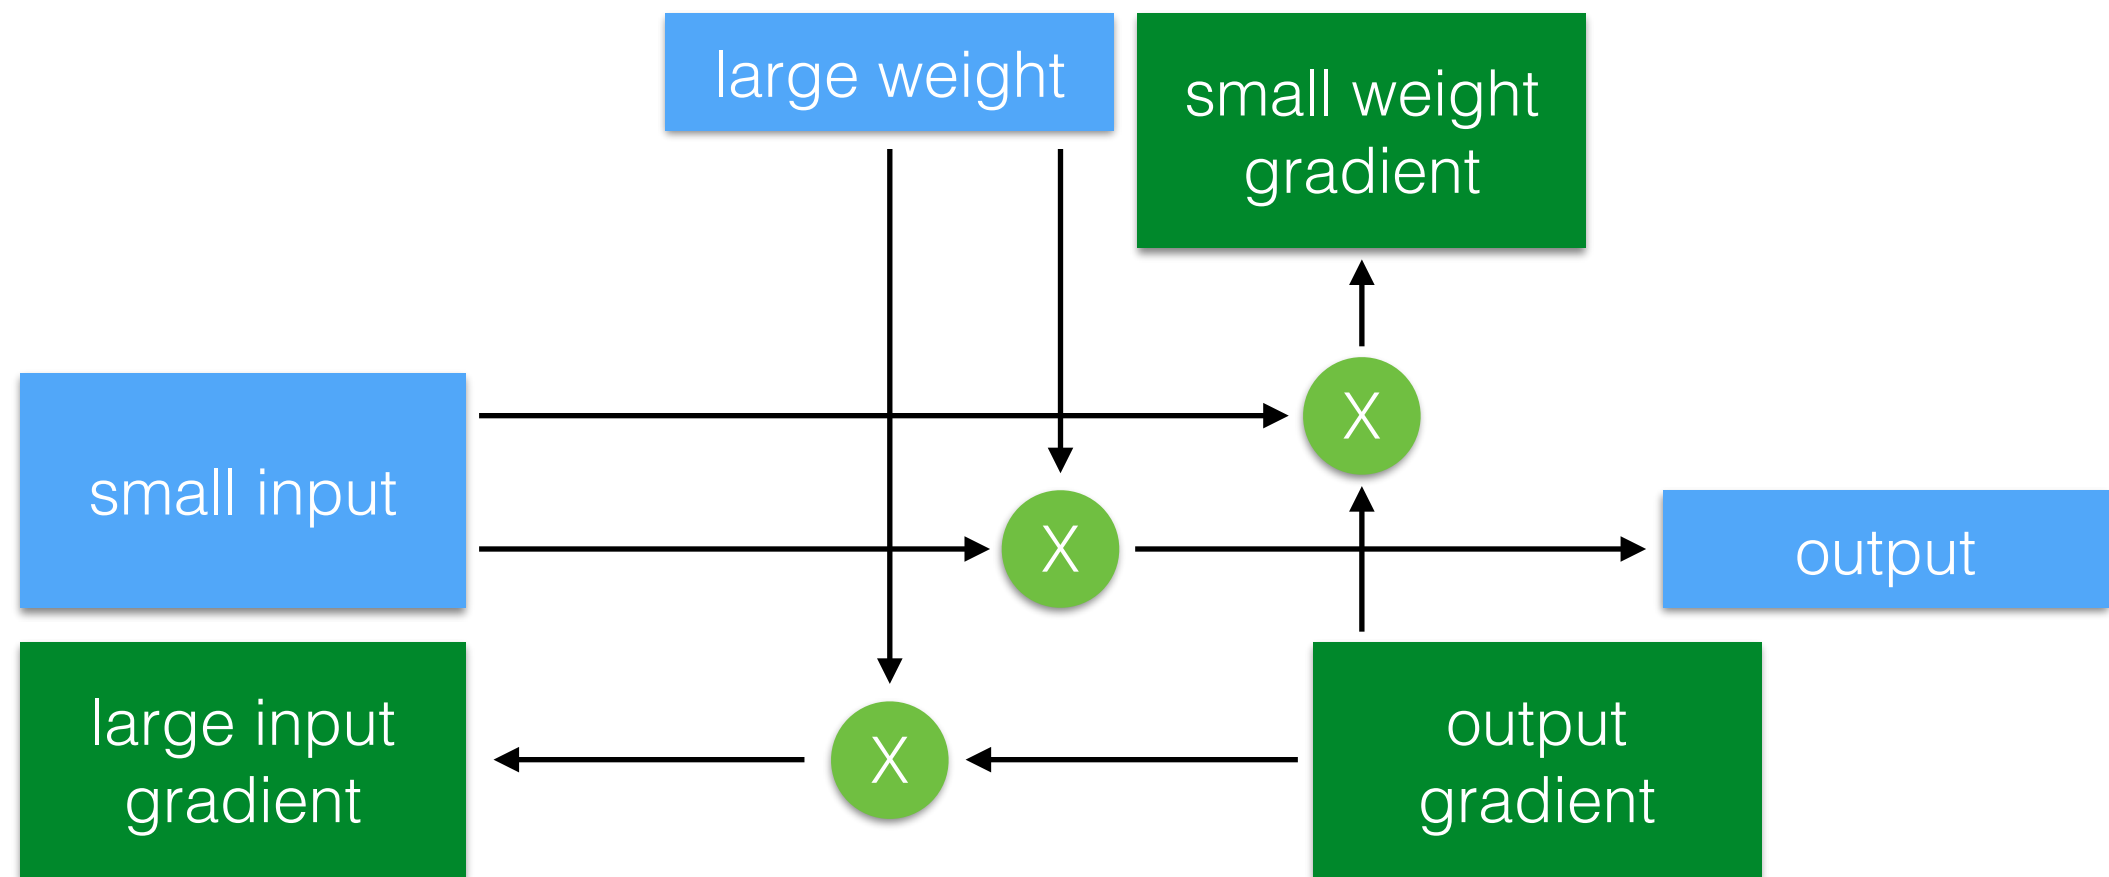 large weight
small weight
gradient
X
small input
X
output
large input
gradient
X
output
gradient